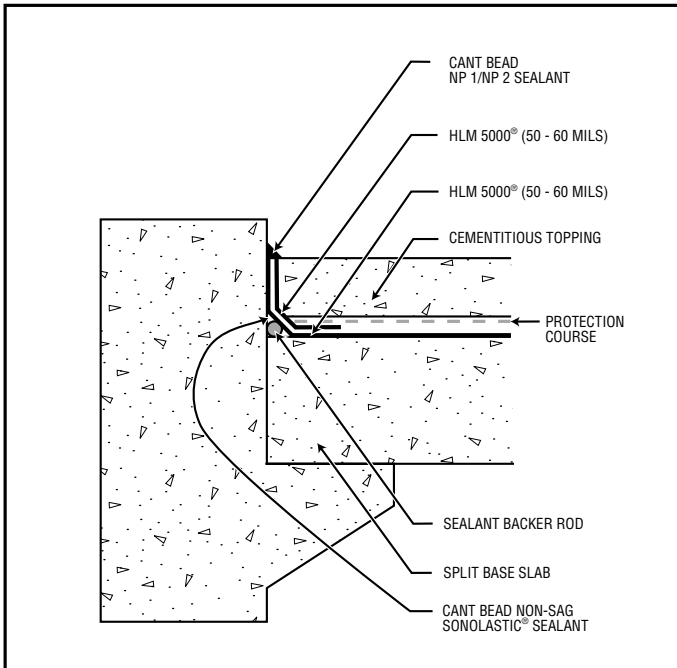 CANT BEAD
NP 1/NP 2 SEALANT
HLM 5000® (50 - 60 MILS)
HLM 5000® (50 - 60 MILS)
CEMENTITIOUS TOPPING
PROTECTION
COURSE
SEALANT BACKER ROD
SPLIT BASE SLAB
CANT BEAD NON-SAG
SONOLASTIC® SEALANT